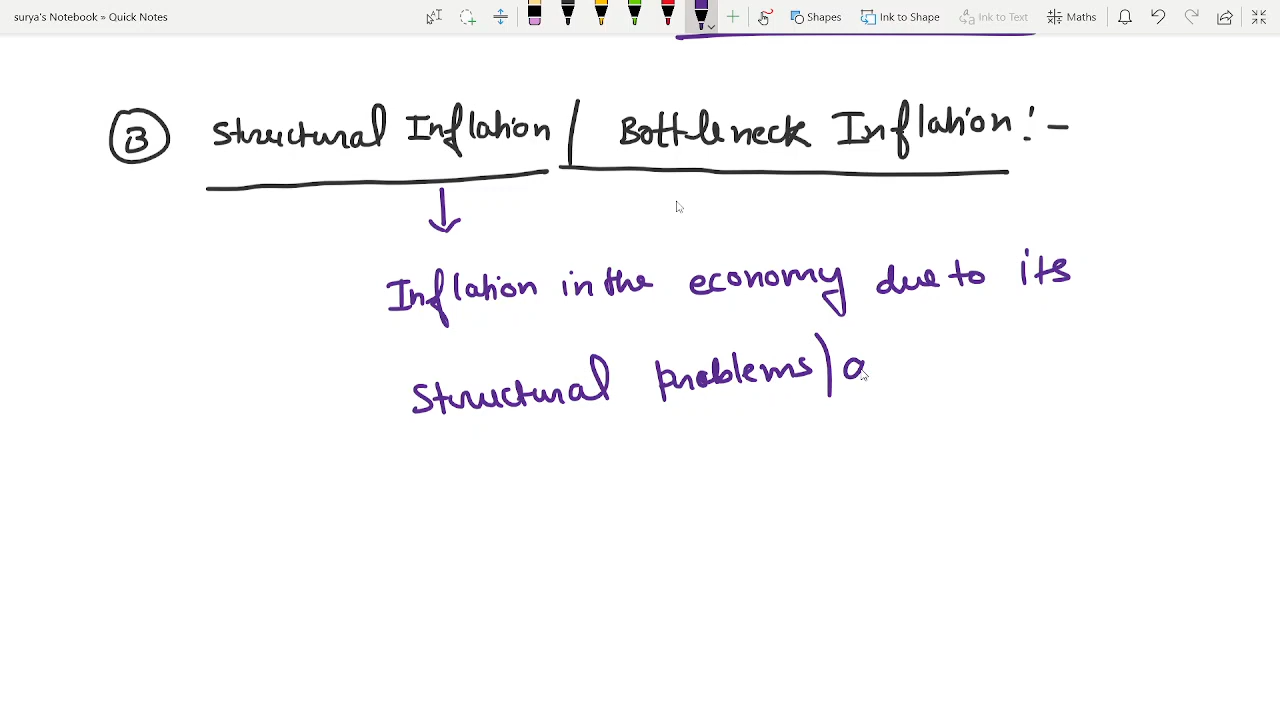 surya's Notebook » Quick Notes
Shapes Ink to Shape Ink to Text Maths
B Structural Inflation / Bottleneck Inflation :-
Inflation in the economy due to its
Structural problems / a